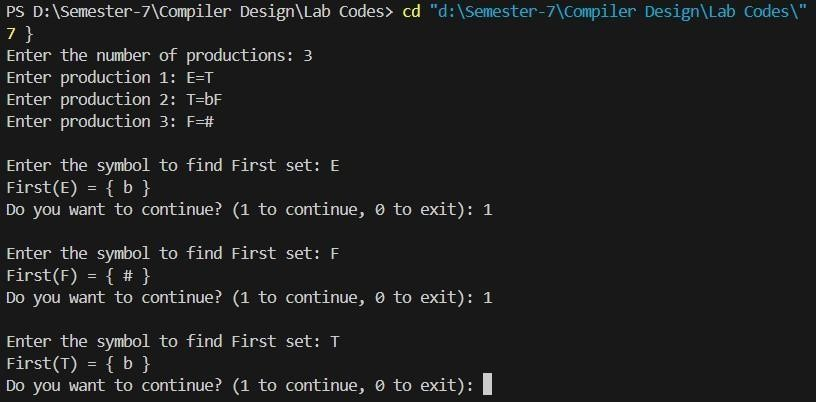 PS D:\Semester-7\Compiler Design\Lab Codes> cd "d:\Semester-7\Compiler Design\Lab Codes\"
7 }
Enter the number of productions: 3
Enter production 1: E=T
Enter production 2: T=bF
Enter production 3: F=#
Enter the symbol to find First set: E
First(E) = { b }
Do you want to continue? (1 to continue, 0 to exit): 1
Enter the symbol to find First set: F
First(F) = { # }
Do you want to continue? (1 to continue, 0 to exit): 1
Enter the symbol to find First set: T
First(T) = { b }
Do you want to continue? (1 to continue, 0 to exit):